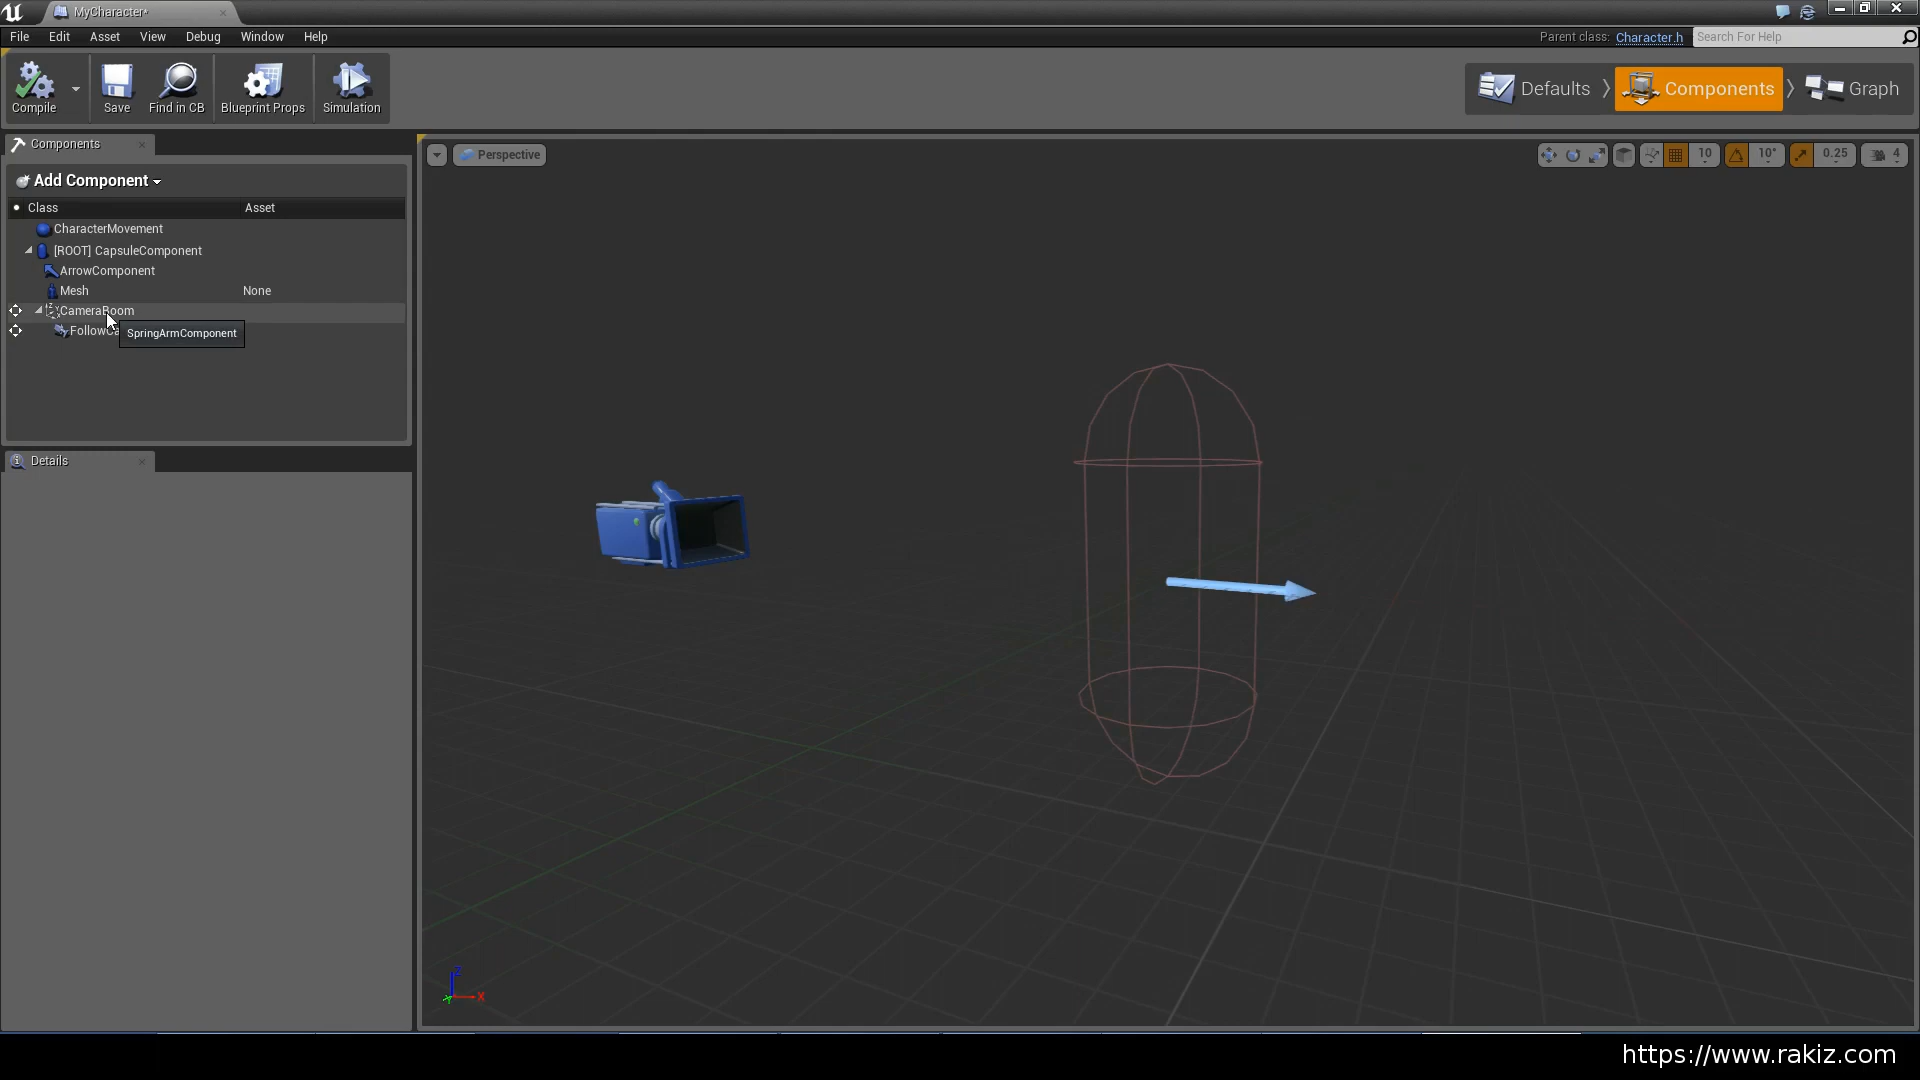 MyCharacter*
File Edit Asset View Debug Window Help
Parent class: Character.h Search For Help
Compile Save Find in CB Blueprint Props Simulation
Defaults Components Graph
Components
Perspective 10 10° 0.25 4
Add Component
Class Asset
CharacterMovement
[ROOT] CapsuleComponent
ArrowComponent
Mesh None
CameraBoom
SpringArmComponent
Details
Z
Y X
https://www.rakiz.com